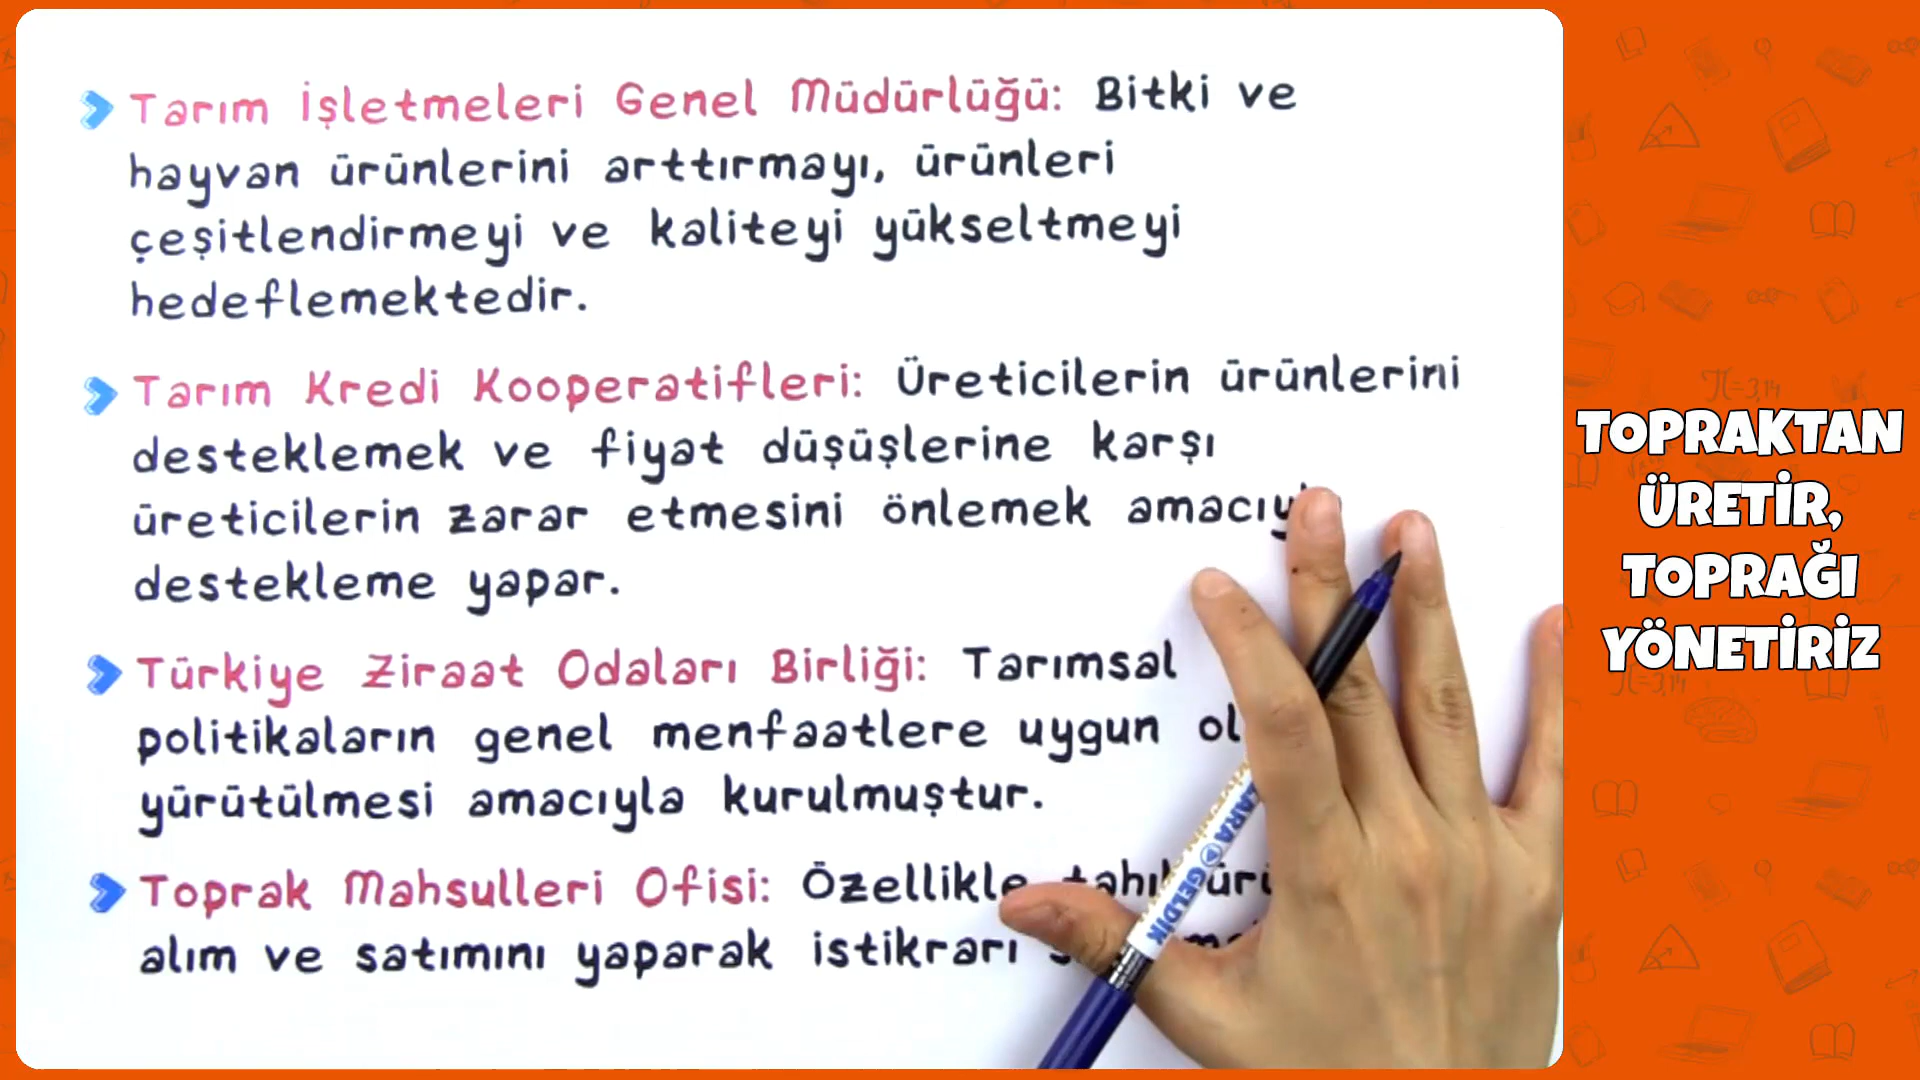 Tarım İşletmeleri Genel Müdürlüğü: Bitki ve
hayvan ürünlerini arttırmayı, ürünleri
çeşitlendirmeyi ve kaliteyi yükseltmeyi
hedeflemektedir.
Tarım Kredi Kooperatifleri: Üreticilerin ürünlerini
desteklemek ve fiyat düşüşlerine karşı
üreticilerin zarar etmesini önlemek
destekleme yapar.
Türkiye Ziraat Odaları Birliği: Tarımsal
politikaların genel menfaatlere uygun
yürütülmesi amacıyla kurulmuştur.
Toprak Mahsulleri Ofisi: Özellikle
alım ve satımını yaparak istikrarı
GELDİK
TOPRAKTAN
ÜRETİR,
TOPRAĞI
YÖNETİRİZ